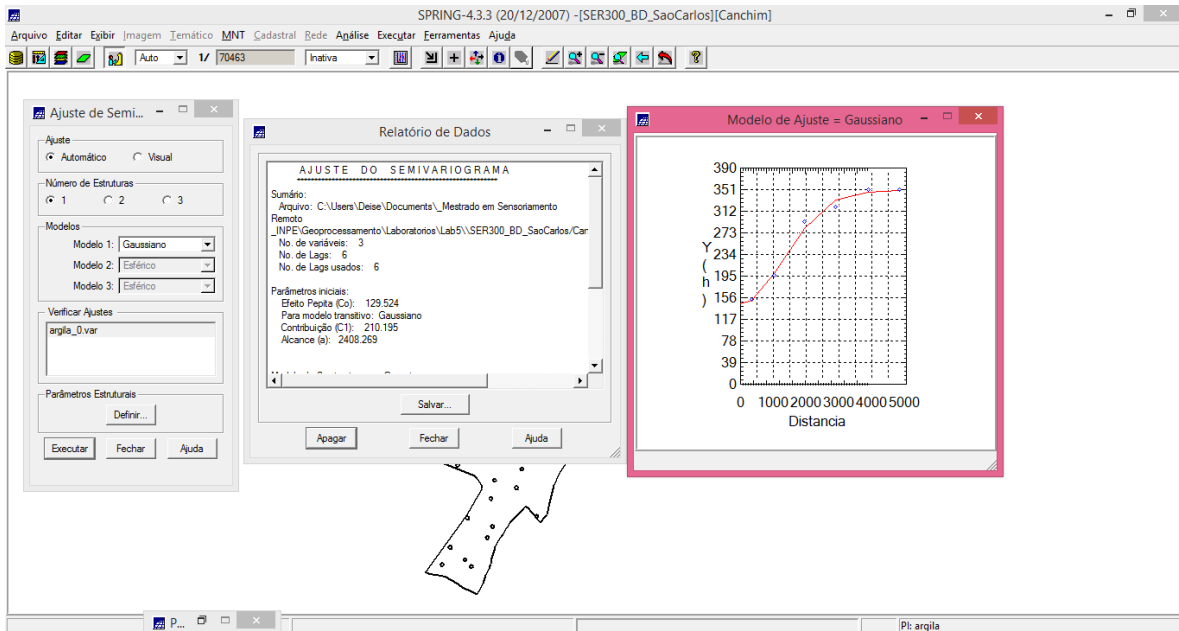 SPRING-4.3.3 (20/12/2007) -[SER300_BD_SaoCarlos][Canchim]
Arquivo Editar Exibir Imagem Temático MNT Cadastral Rede Análise Executar Ferramentas Ajuda
Auto 1/ 70463 Inativa
Ajuste de Semi...
Ajuste
Automático Visual
Número de Estruturas
1 2 3
Modelos
Modelo 1: Gaussiano
Modelo 2: Esférico
Modelo 3: Esférico
Verificar Ajustes
argila_0.var
Parâmetros Estruturais
Definir...
Executar Fechar Ajuda
Relatório de Dados
AJUSTE DO SEMIVARIOGRAMA
Sumário:
Arquivo: C:\Users\Deise\Documents\_Mestrado em Sensoriamento
Remoto
_INPE\Geoprocessamento\Laboratorios\Lab5\\SER300_BD_SaoCarlos/Can
No. de variáveis: 3
No. de Lags: 6
No. de Lags usados: 6
Parâmetros iniciais:
Efeito Pepita (Co): 129.524
Para modelo transitivo: Gaussiano
Contribuição (C1): 210.195
Alcance (a): 2408.269
Salvar...
Apagar Fechar Ajuda
Modelo de Ajuste = Gaussiano
390
351
312
273
234
195
156
117
78
39
0
Y(h)
0 1000 2000 3000 4000 5000
Distancia
P...
PI: argila